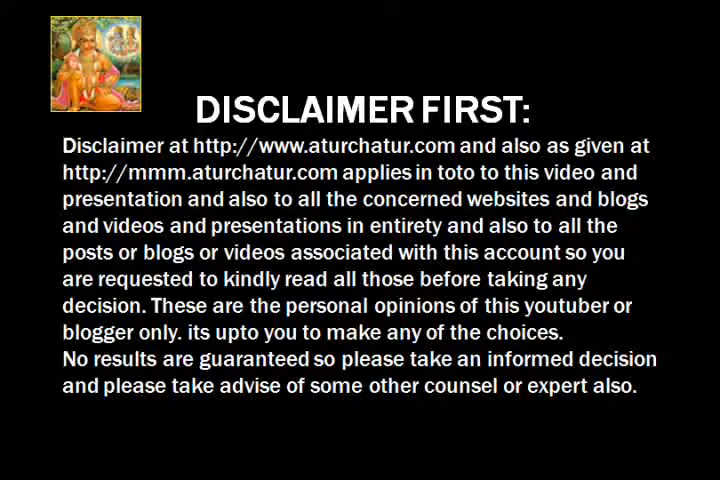 DISCLAIMER FIRST:
Disclaimer at http://www.aturchatur.com and also as given at
http://mmm.aturchatur.com applies in toto to this video and
presentation and also to all the concerned websites and blogs
and videos and presentations in entirety and also to all the
posts or blogs or videos associated with this account so you
are requested to kindly read all those before taking any
decision. These are the personal opinions of this youtuber or
blogger only. its upto you to make any of the choices.
No results are guaranteed so please take an informed decision
and please take advise of some other counsel or expert also.